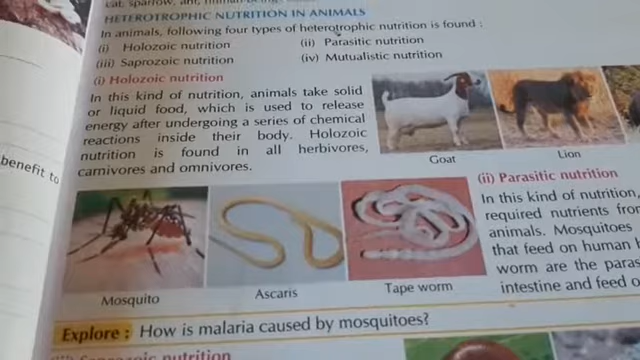 cat, sparrow, ant, human
HETEROTROPHIC NUTRITION IN ANIMALS
In animals, following four types of heterotrophic nutrition is found :
(i) Holozoic nutrition (ii) Parasitic nutrition
(iii) Saprozoic nutrition (iv) Mutualistic nutrition
(i) Holozoic nutrition
In this kind of nutrition, animals take solid
or liquid food, which is used to release
energy after undergoing a series of chemical
reactions inside their body. Holozoic
nutrition is found in all herbivores,
carnivores and omnivores.
Goat
Lion
benefit to
(ii) Parasitic nutrition
In this kind of nutrition,
required nutrients
animals. Mosquitoes
that feed on human
worm are the
intestine and feed
Mosquito
Ascaris
Tape worm
Explore : How is malaria caused by mosquitoes?
nutrition